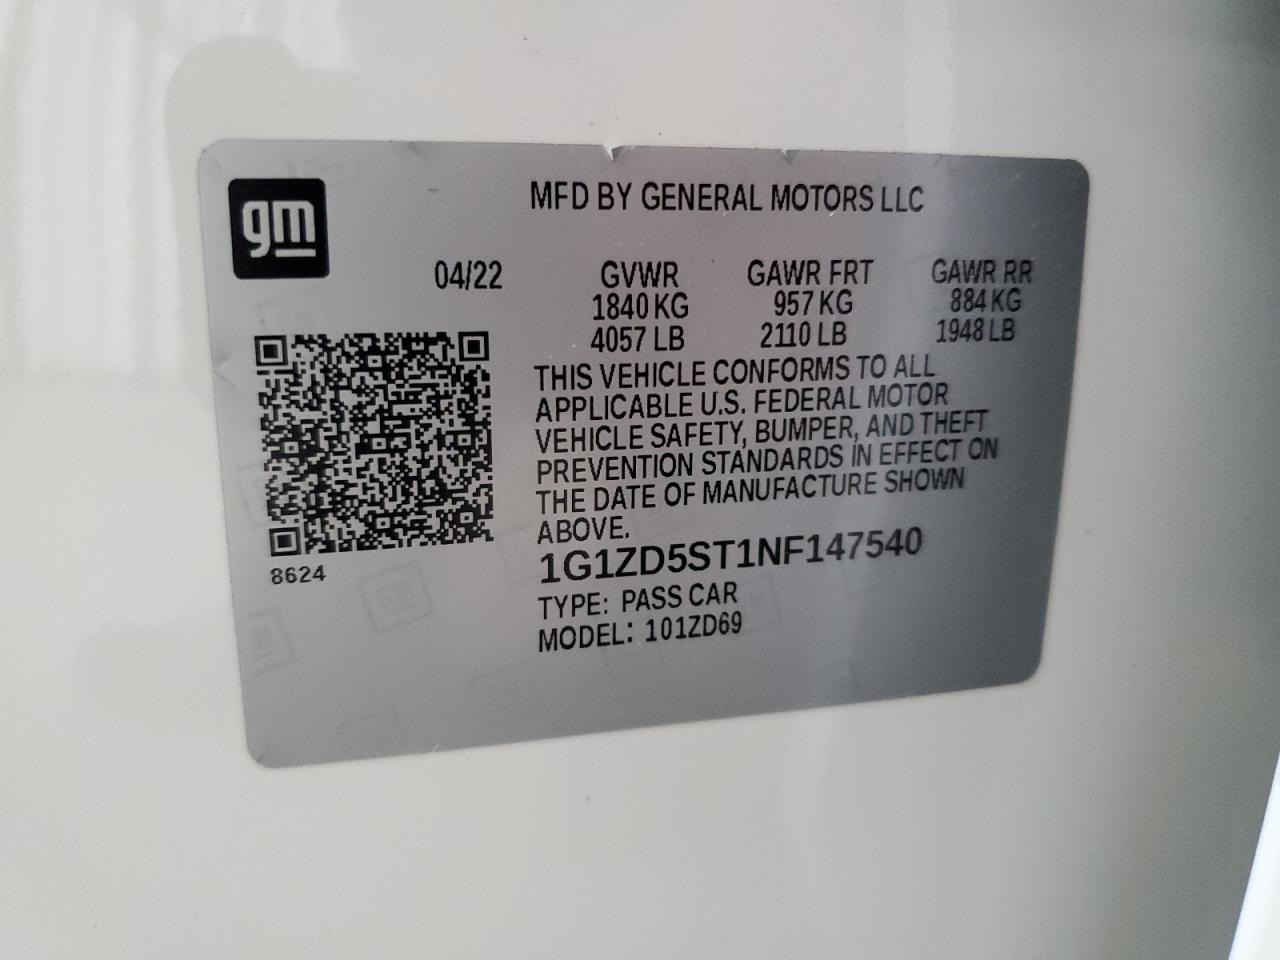 gm
MFD BY GENERAL MOTORS LLC
04/22
GVWR GAWR FRT GAWR RR
1840 KG 957 KG 884 KG
4057 LB 2110 LB 1948 LB
THIS VEHICLE CONFORMS TO ALL
APPLICABLE U.S. FEDERAL MOTOR
VEHICLE SAFETY, BUMPER, AND THEFT
PREVENTION STANDARDS IN EFFECT ON
THE DATE OF MANUFACTURE SHOWN
ABOVE.
1G1ZD5ST1NF147540
TYPE: PASS CAR
MODEL: 101ZD69
8624